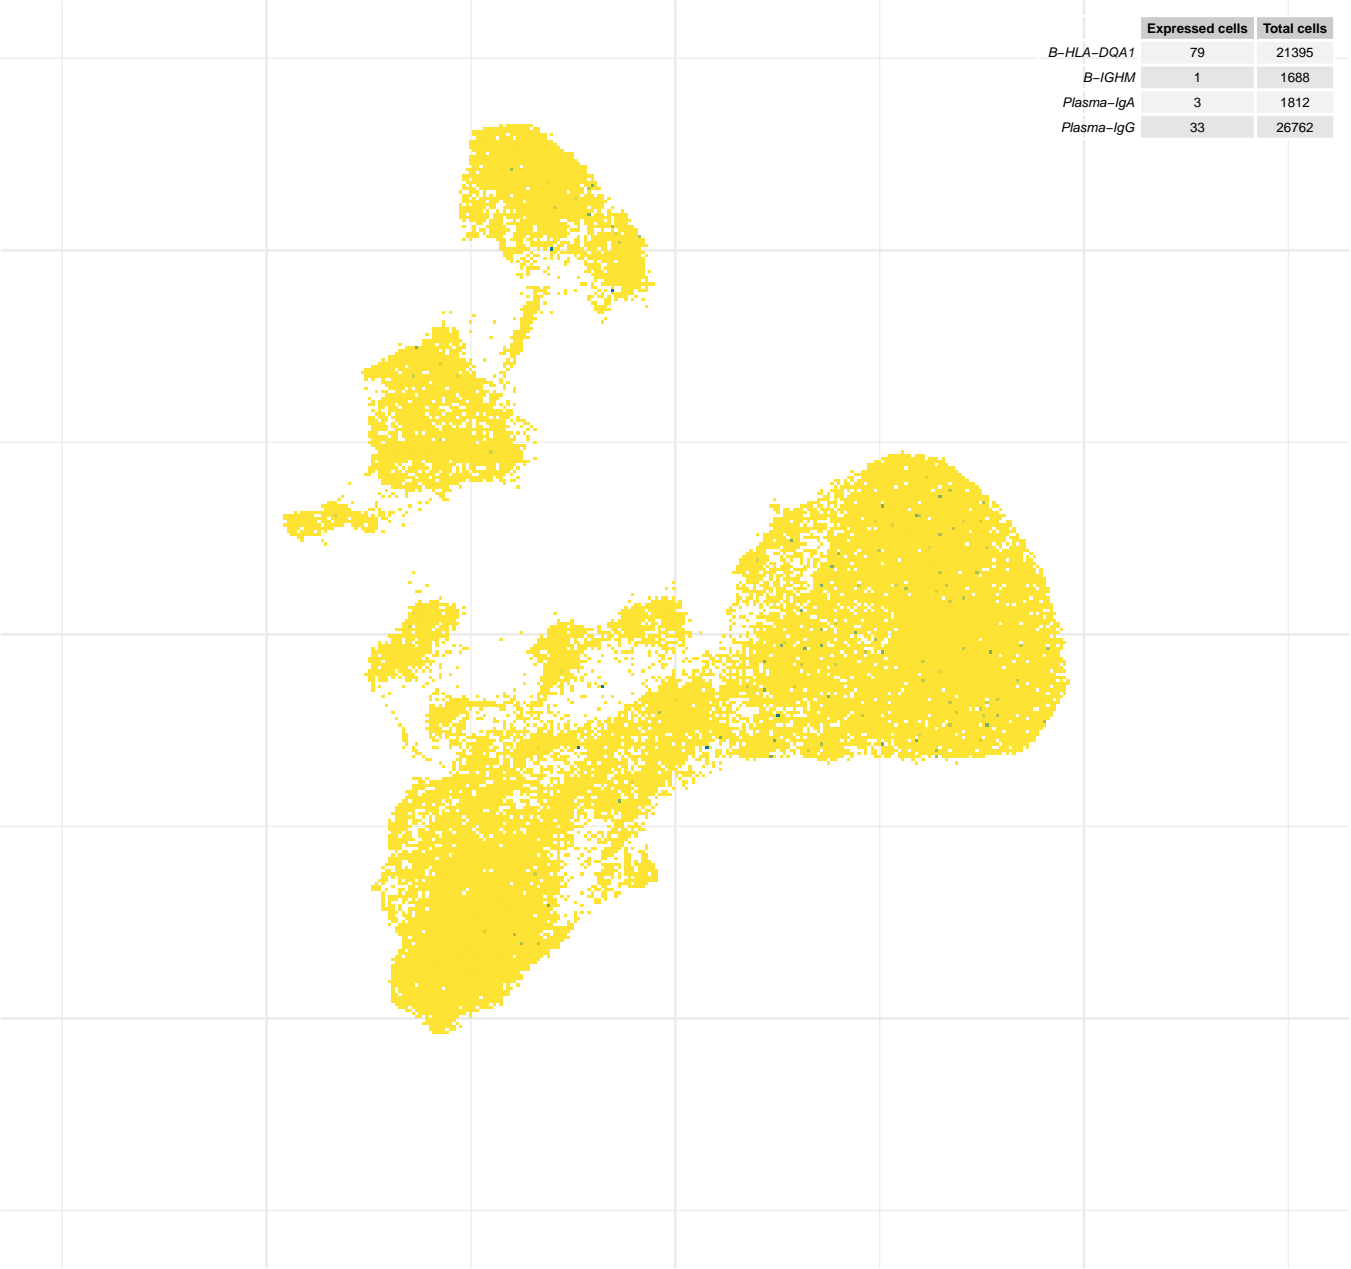 Expressed cells Total cells
B−HLA−DQA1 79 21395
B−IGHM 1 1688
Plasma−IgA 3 1812
Plasma−IgG 33 26762